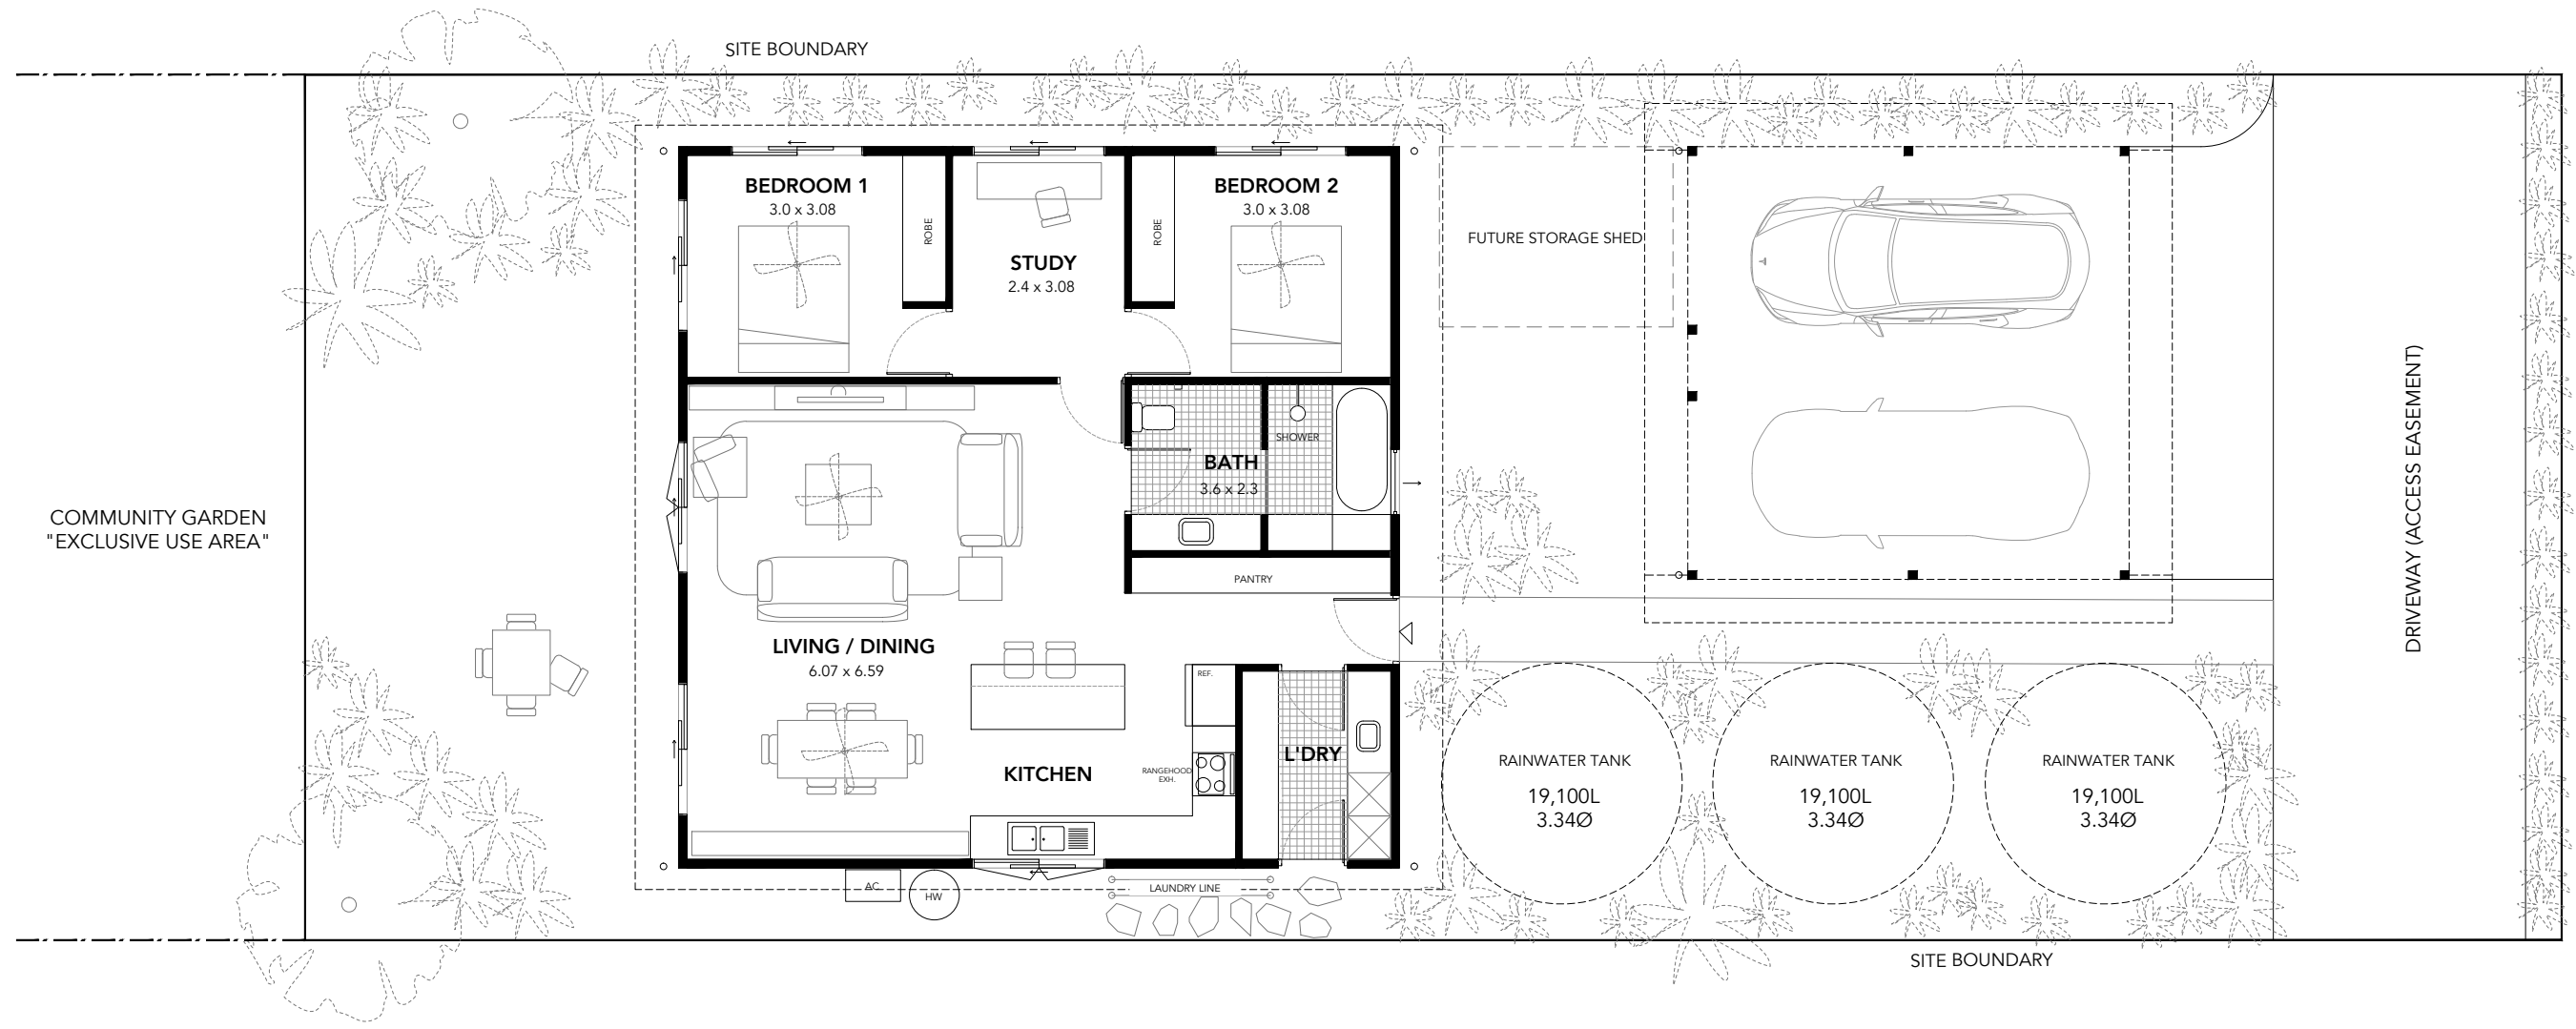 SITE BOUNDARY
BEDROOM 1
3.0 x 3.08
ROBE
STUDY
2.4 x 3.08
ROBE
BEDROOM 2
3.0 x 3.08
FUTURE STORAGE SHED
DRIVEWAY (ACCESS EASEMENT)
COMMUNITY GARDEN
"EXCLUSIVE USE AREA"
SHOWER
BATH
3.6 x 2.3
PANTRY
LIVING / DINING
6.07 x 6.59
REF.
KITCHEN
RANGEHOOD
EXH.
L'DRY
RAINWATER TANK
19,100L
3.34Ø
RAINWATER TANK
19,100L
3.34Ø
RAINWATER TANK
19,100L
3.34Ø
AC
HW
LAUNDRY LINE
SITE BOUNDARY